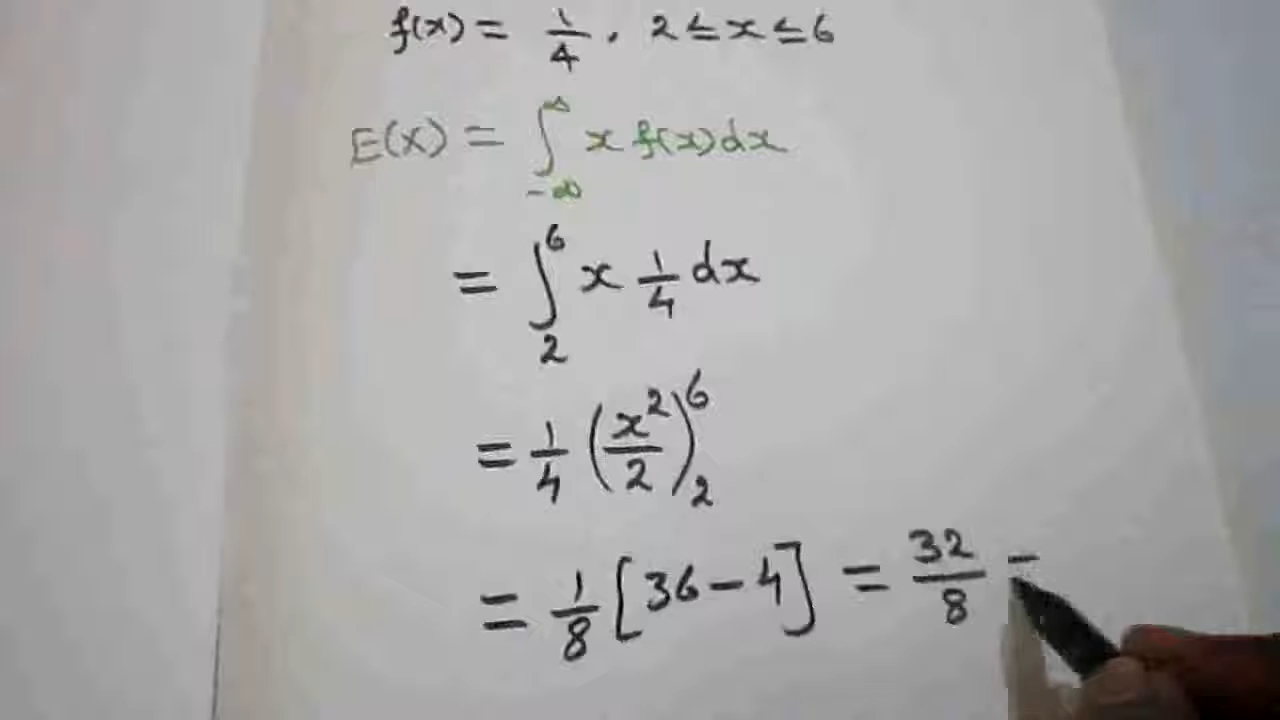 f(x) = 1/4, 2 ≤ x ≤ 6
E(X) = ∫_{-∞}^{∞} x f(x) dx
= ∫_{2}^{6} x 1/4 dx
= 1/4 (x²/2)_{2}^{6}
= 1/8 [36 - 4] = 32/8 -